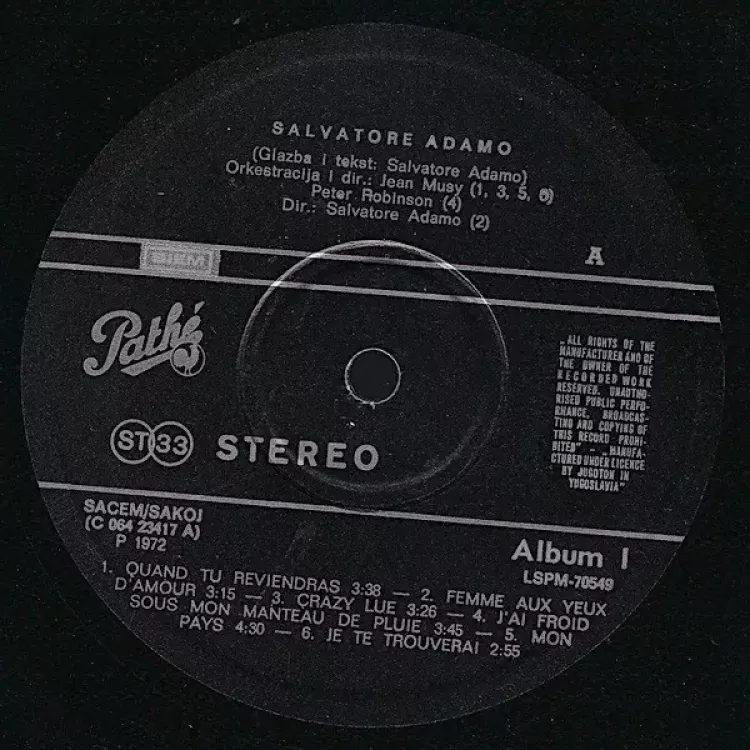 SALVATORE ADAMO
(Glazba i tekst: Salvatore Adamo)
Orkestracija i dir.: Jean Musy (1, 3, 5, 6)
Peter Robinson (4)
Dir.: Salvatore Adamo (2)
BIEM
A
Pathé
„ALL RIGHTS OF THE
MANUFACTURER AND OF
THE OWNER OF THE
RECORDED WORK
RESERVED. UNAUTHO-
RISED PUBLIC PERFO-
RMANCE, BROADCAS-
TING AND COPYING OF
THIS RECORD PROHI-
BITED" – „MANUFA-
CTURED UNDER LICENCE
BY JUGOTON IN
YUGOSLAVIA"
ST 33 STEREO
SACEM/SAKOJ
(C 064 23417 A)
P 1972
Album I
LSPM-70549
1. QUAND TU REVIENDRAS 3:38 — 2. FEMME AUX YEUX
D'AMOUR 3:15 — 3. CRAZY LUE 3:26 — 4. J'AI FROID
SOUS MON MANTEAU DE PLUIE 3:45 — 5. MON
PAYS 4:30 — 6. JE TE TROUVERAI 2:55